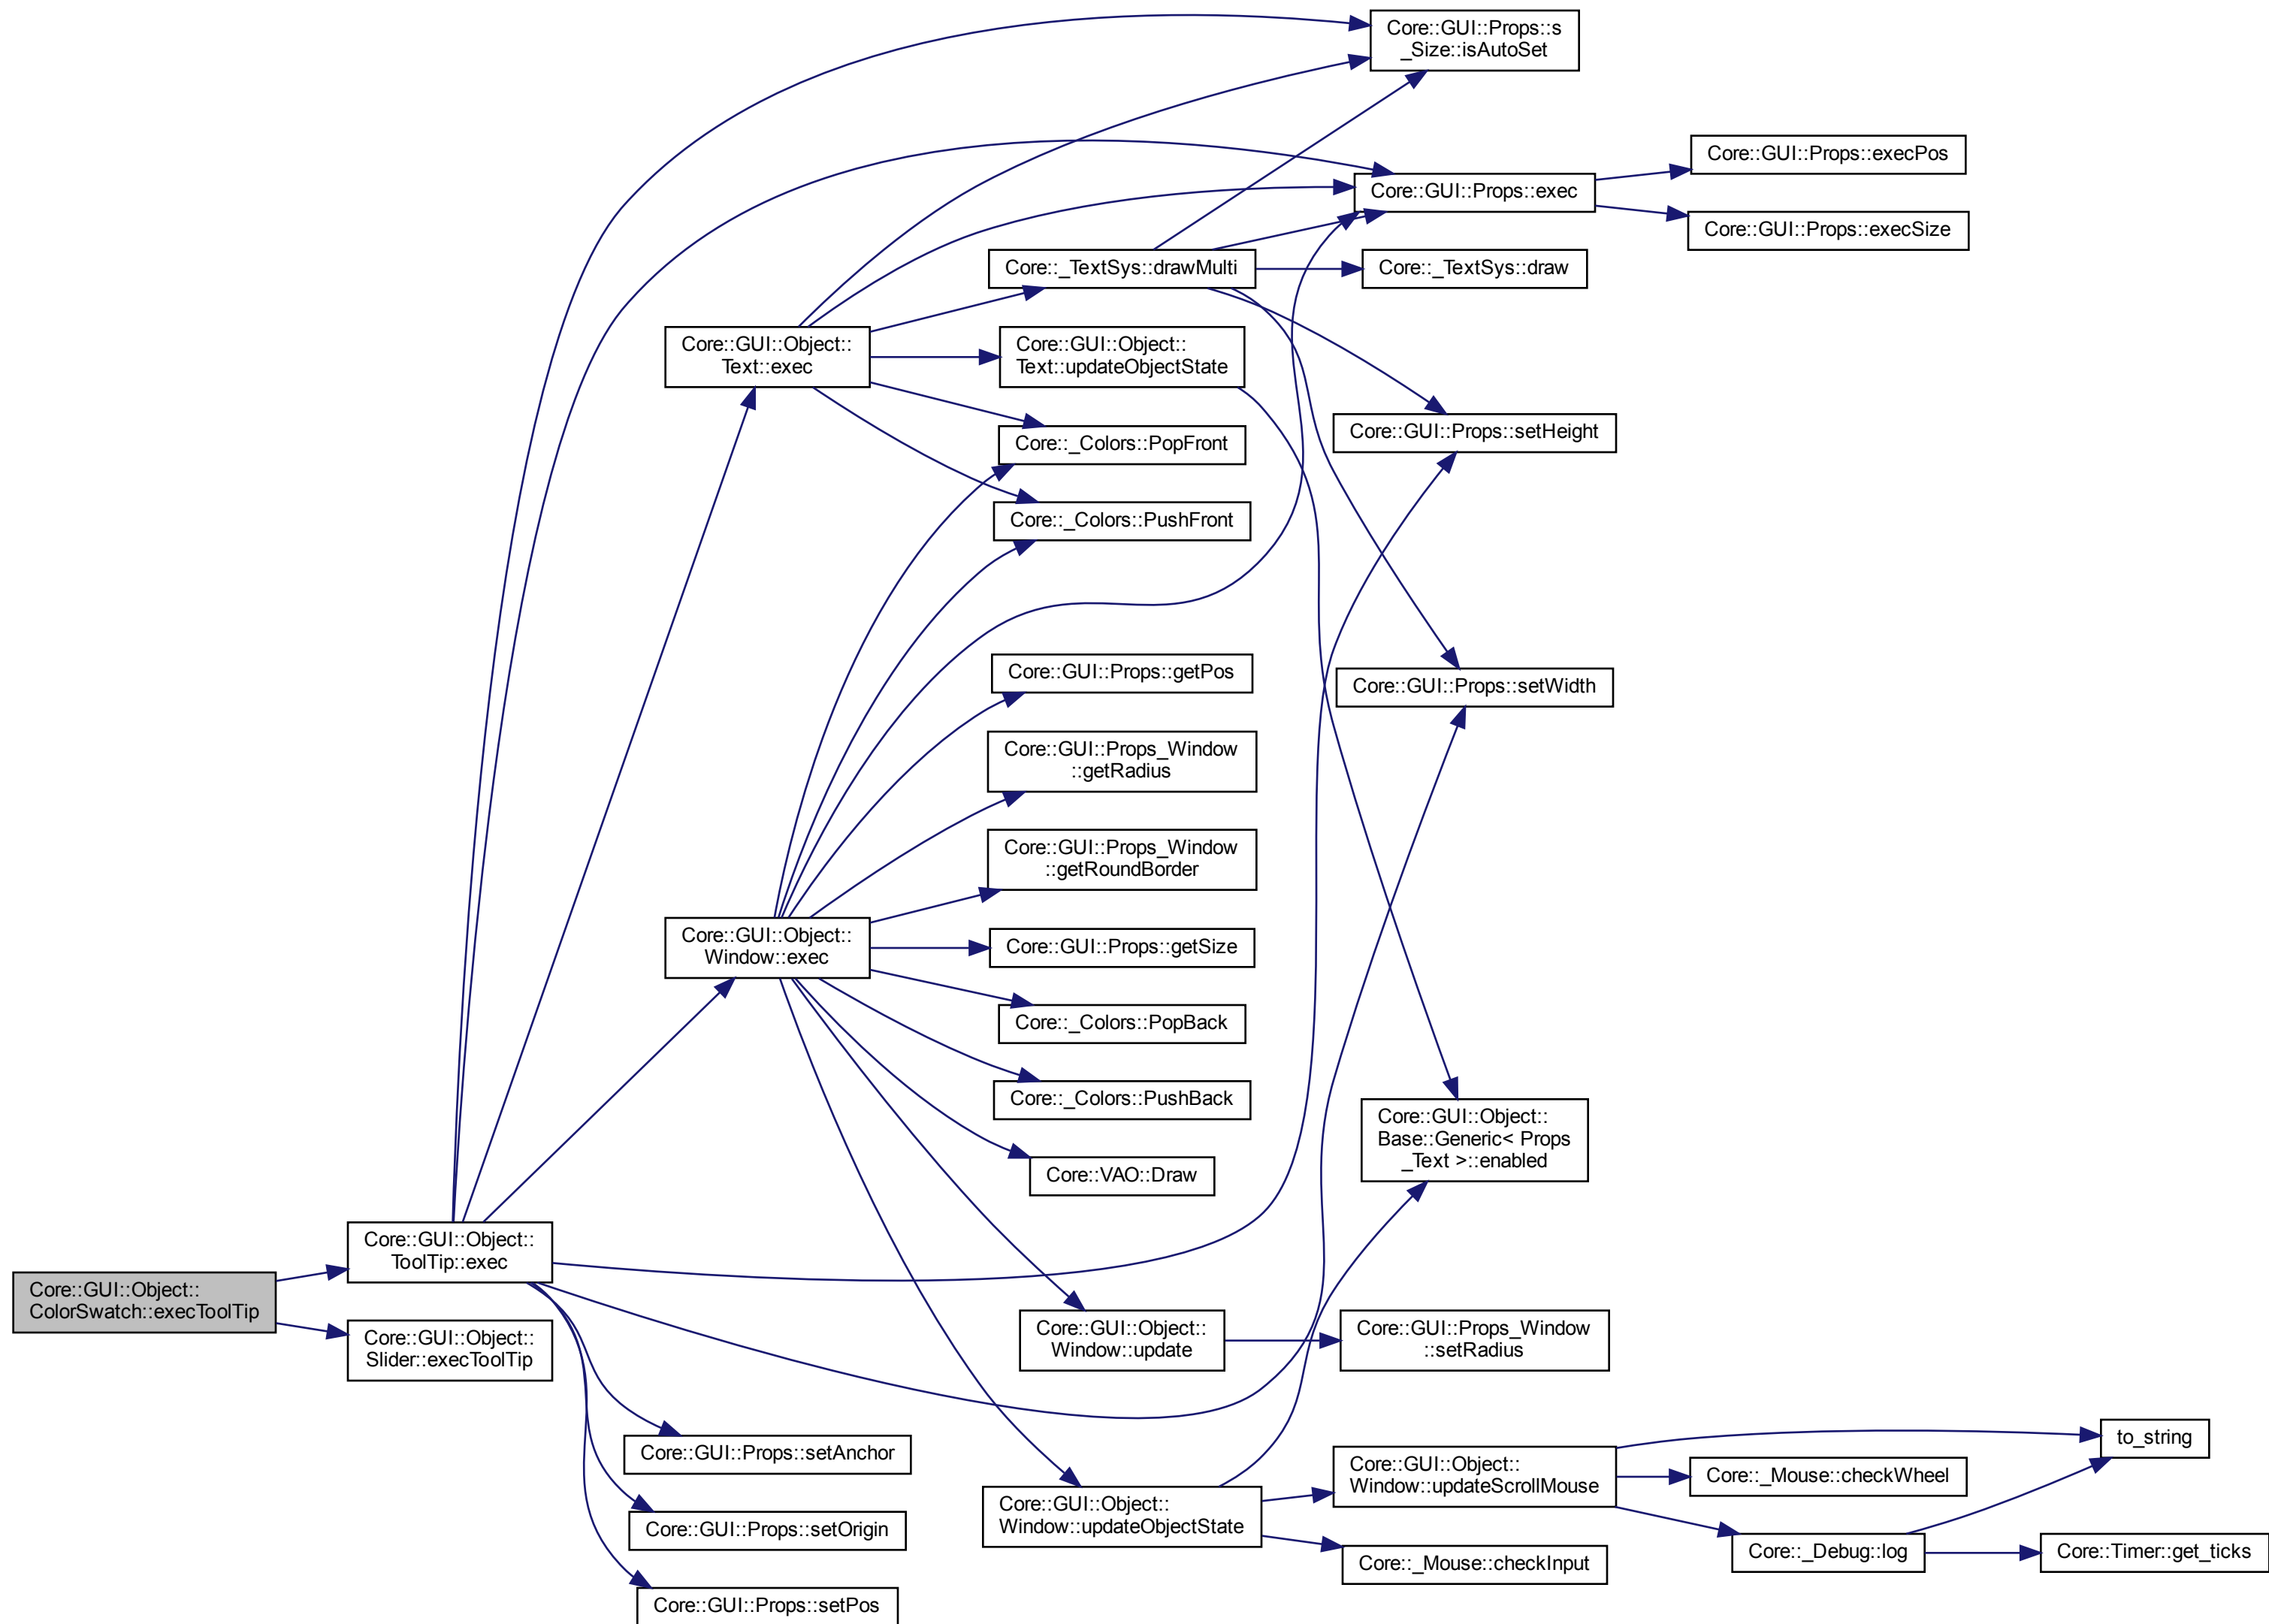 Core::GUI::Object::
ColorSwatch::execToolTip
Core::GUI::Object::
ToolTip::exec
Core::GUI::Object::
Slider::execToolTip
Core::GUI::Object::
Text::exec
Core::GUI::Object::
Window::exec
Core::GUI::Props::setAnchor
Core::GUI::Props::setOrigin
Core::GUI::Props::setPos
Core::_TextSys::drawMulti
Core::GUI::Object::
Text::updateObjectState
Core::_Colors::PopFront
Core::_Colors::PushFront
Core::GUI::Props::getPos
Core::GUI::Props_Window
::getRadius
Core::GUI::Props_Window
::getRoundBorder
Core::GUI::Props::getSize
Core::_Colors::PopBack
Core::_Colors::PushBack
Core::VAO::Draw
Core::GUI::Object::
Window::update
Core::GUI::Object::
Window::updateObjectState
Core::GUI::Props::s
_Size::isAutoSet
Core::GUI::Props::exec
Core::_TextSys::draw
Core::GUI::Props::setHeight
Core::GUI::Props::setWidth
Core::GUI::Object::
Base::Generic< Props
_Text >::enabled
Core::GUI::Props_Window
::setRadius
Core::GUI::Object::
Window::updateScrollMouse
Core::_Mouse::checkInput
Core::GUI::Props::execPos
Core::GUI::Props::execSize
Core::_Mouse::checkWheel
Core::_Debug::log
to_string
Core::Timer::get_ticks